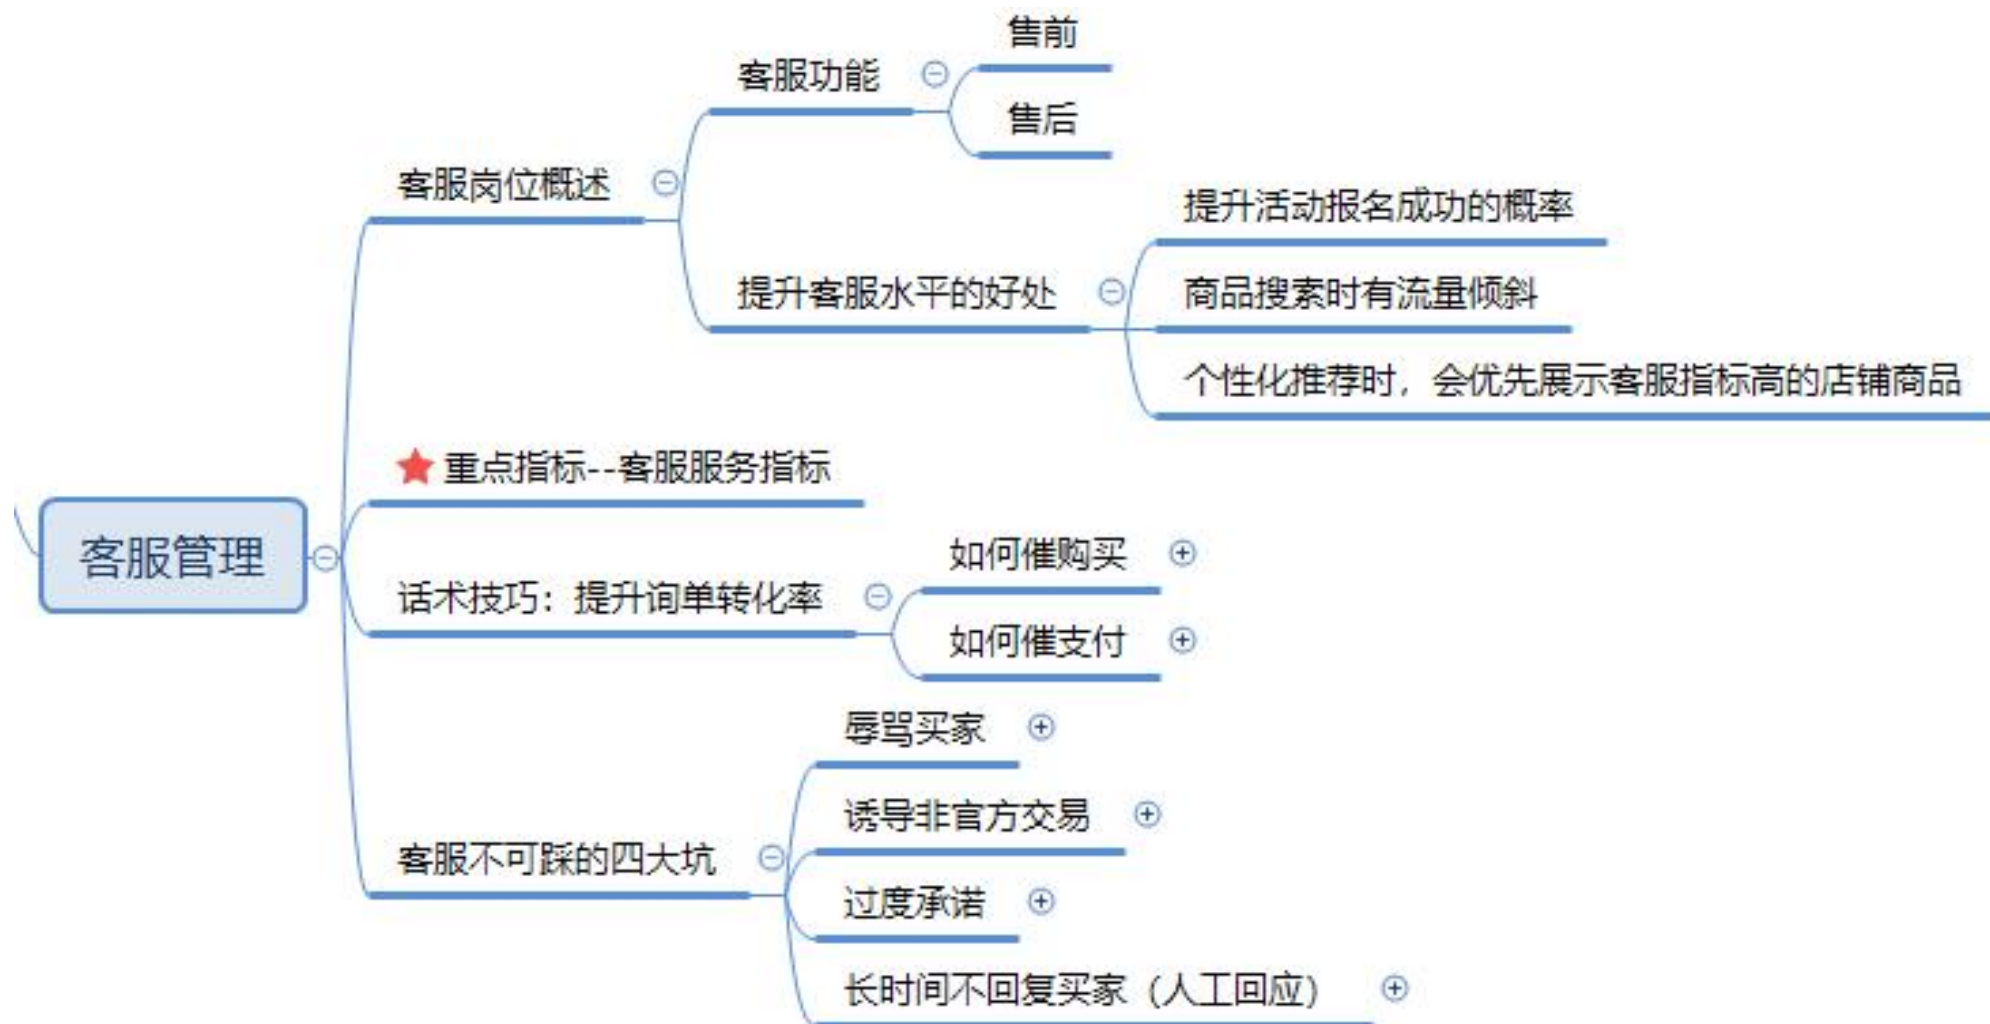 客服管理
客服岗位概述
客服功能
售前
售后
提升客服水平的好处
提升活动报名成功的概率
商品搜素时有流量倾斜
个性化推荐时，会优先展示客服指标高的店铺商品
重点指标--客服服务指标
话术技巧：提升询单转化率
如何催购买
如何催支付
客服不可踩的四大坑
辱骂买家
诱导非官方交易
过度承诺
长时间不回复买家（人工回应）